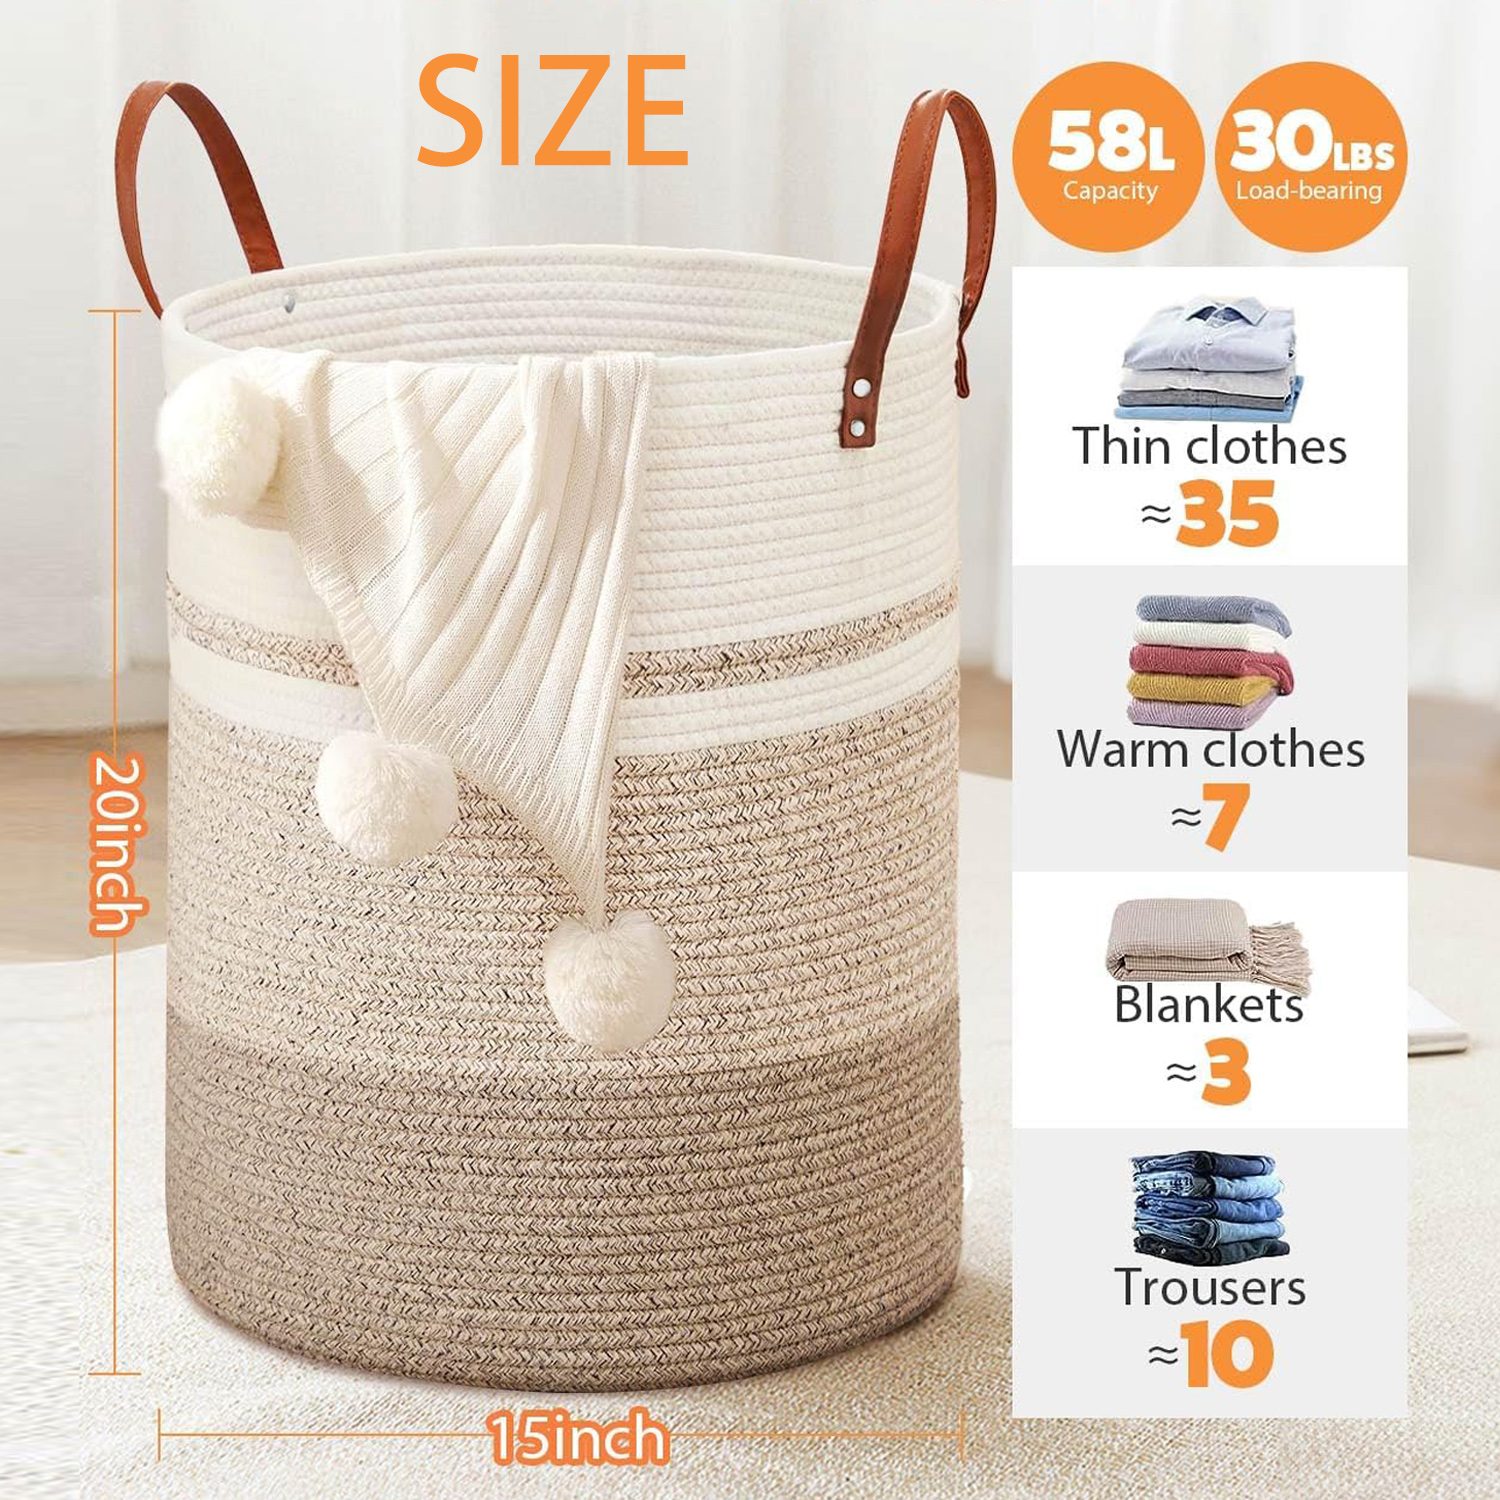 SIZE
58L
Capacity
30LBS
Load-bearing
Thin clothes
≈35
Warm clothes
≈7
Blankets
≈3
Trousers
≈10
20inch
15inch